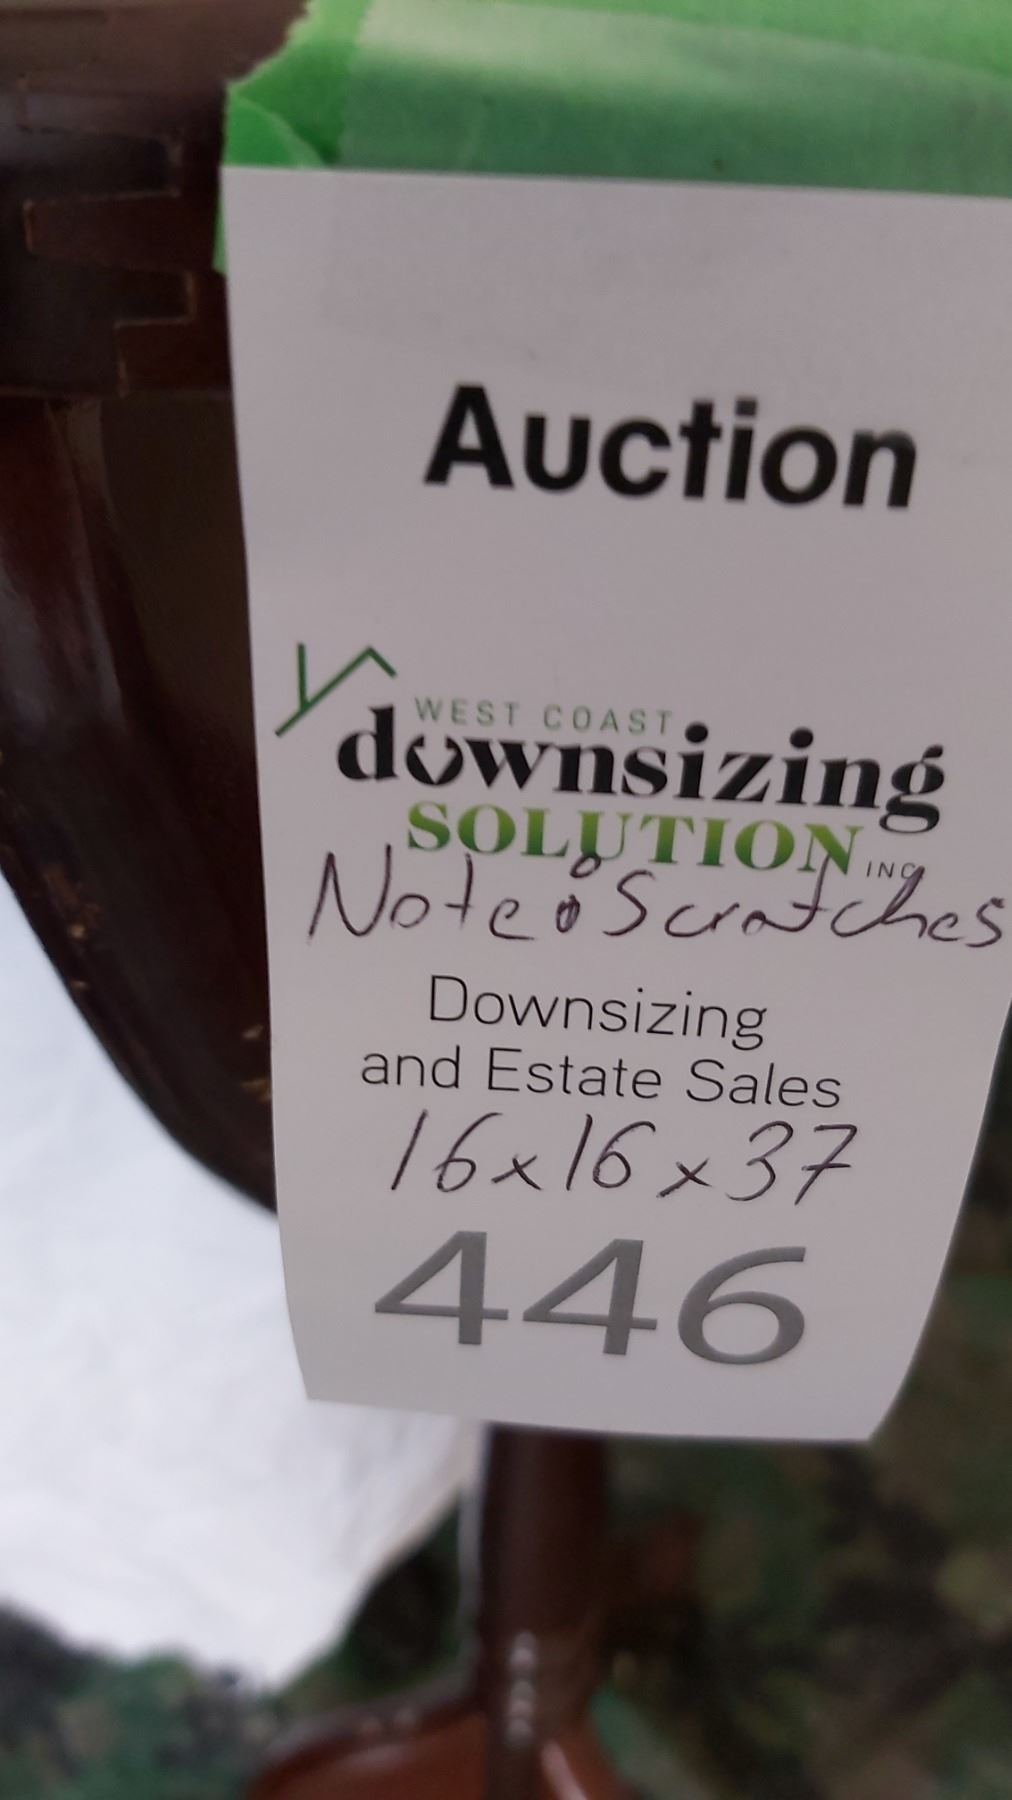 Auction
WEST COAST
downsizing
SOLUTION INC
Note: Scratches
Downsizing
and Estate Sales
16x16x37
446